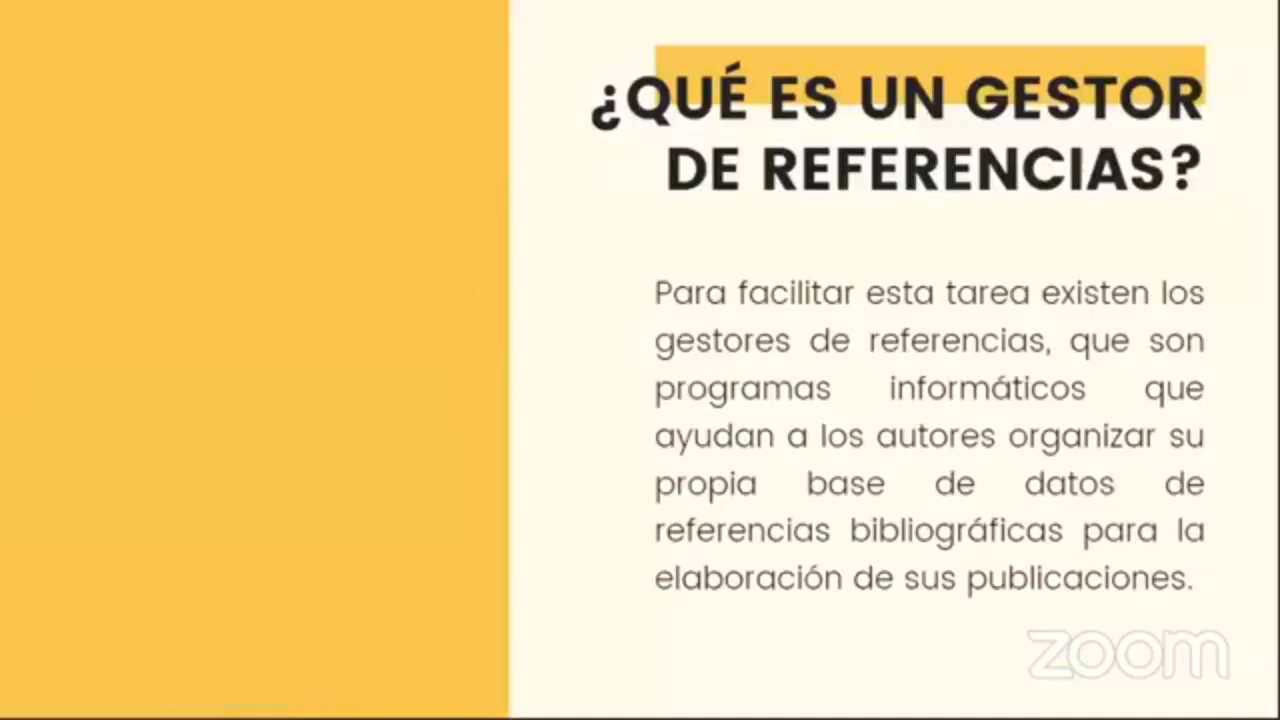 ¿QUÉ ES UN GESTOR
DE REFERENCIAS?
Para facilitar esta tarea existen los
gestores de referencias, que son
programas informáticos que
ayudan a los autores organizar su
propia base de datos de
referencias bibliográficas para la
elaboración de sus publicaciones.
zoom